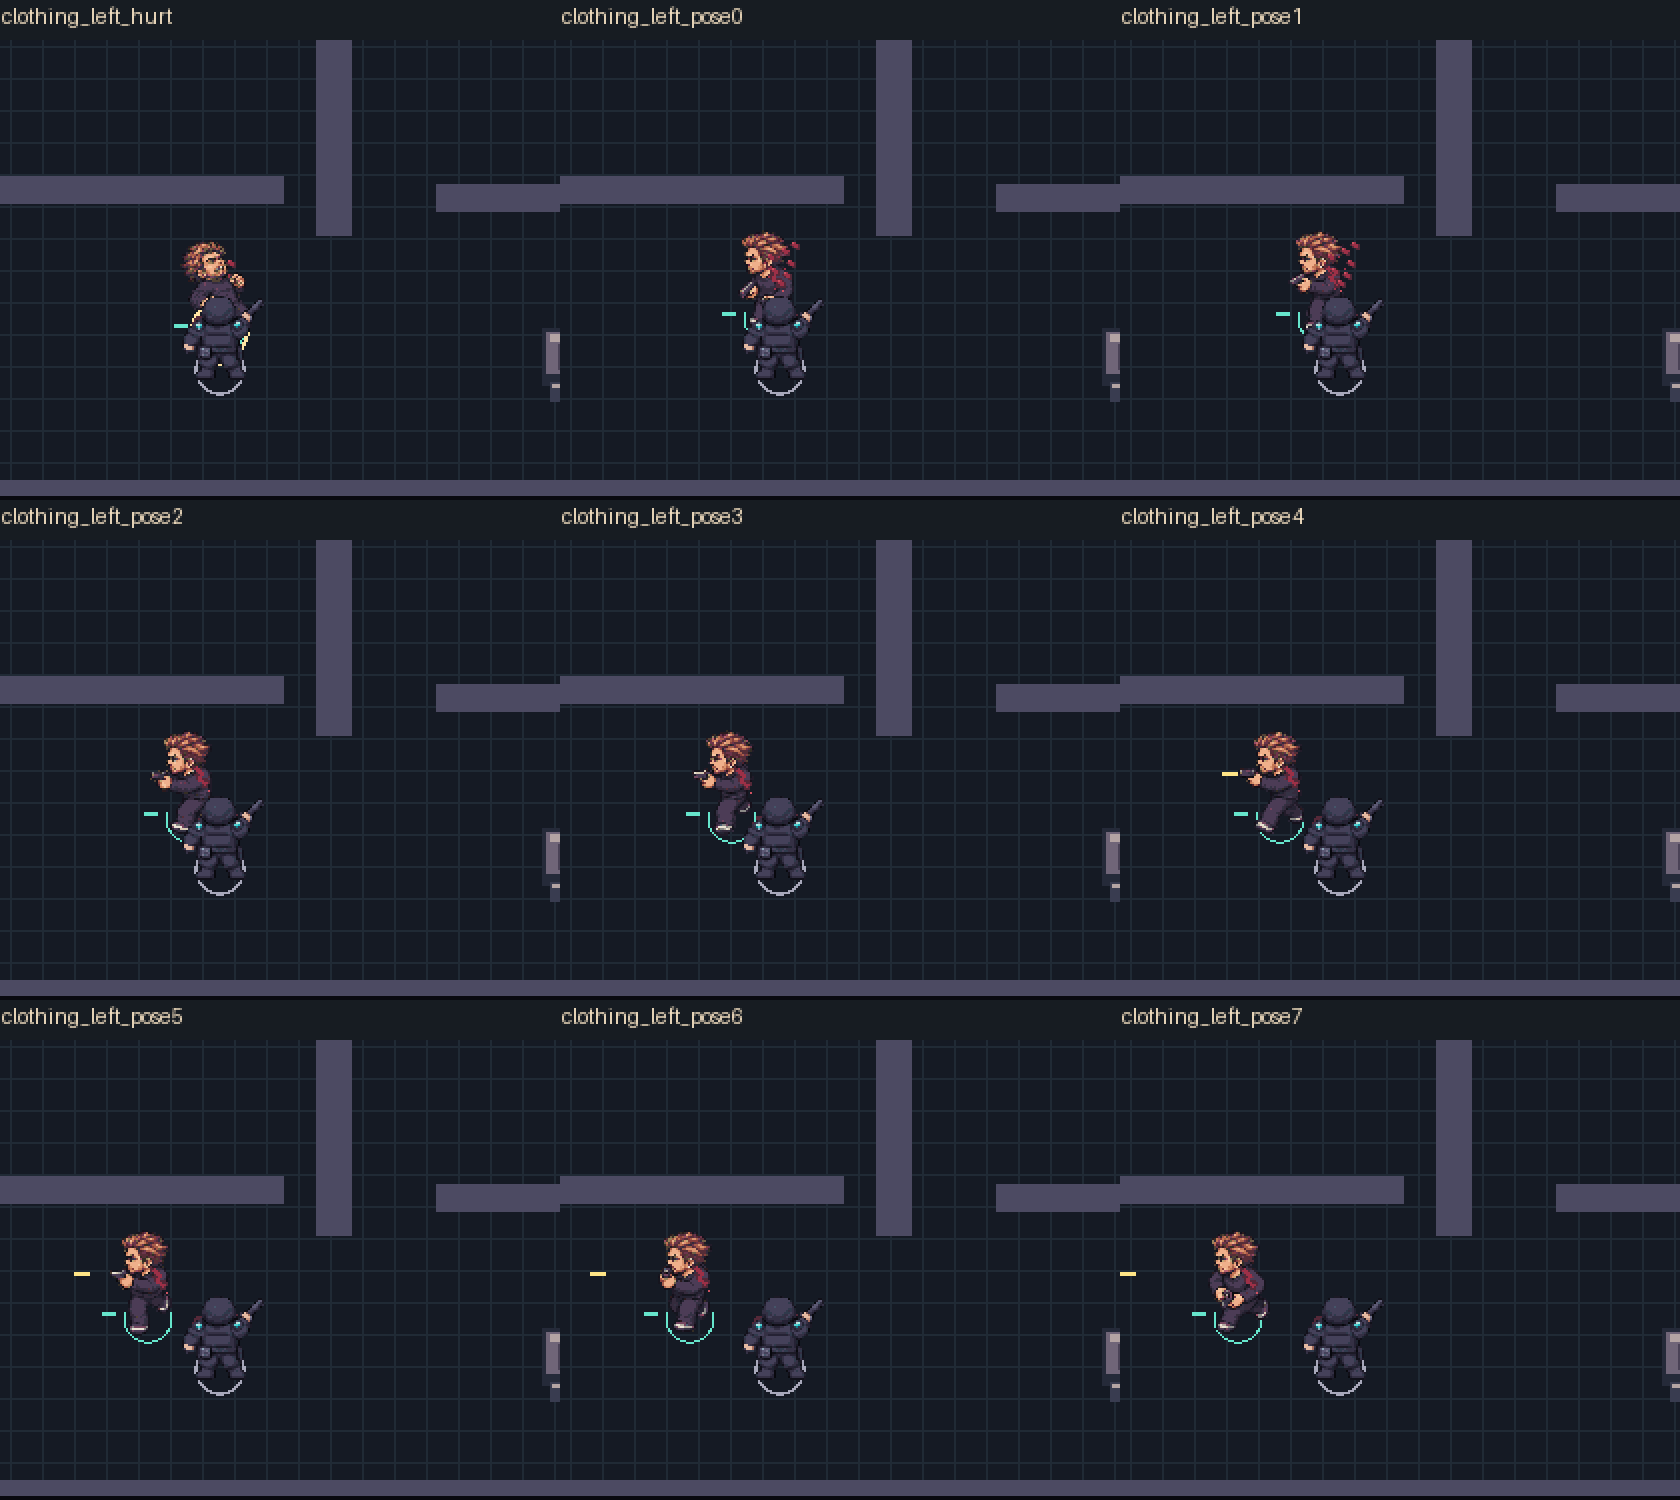 clothing_left_hurt
clothing_left_pose0
clothing_left_pose1
clothing_left_pose2
clothing_left_pose3
clothing_left_pose4
clothing_left_pose5
clothing_left_pose6
clothing_left_pose7